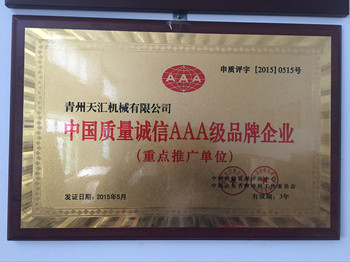 AAA
申质评字 [2015] 0515号
青州天汇机械有限公司
中国质量诚信AAA级品牌企业
(重点推广单位)
发证日期：2015年5月
有效期：3年